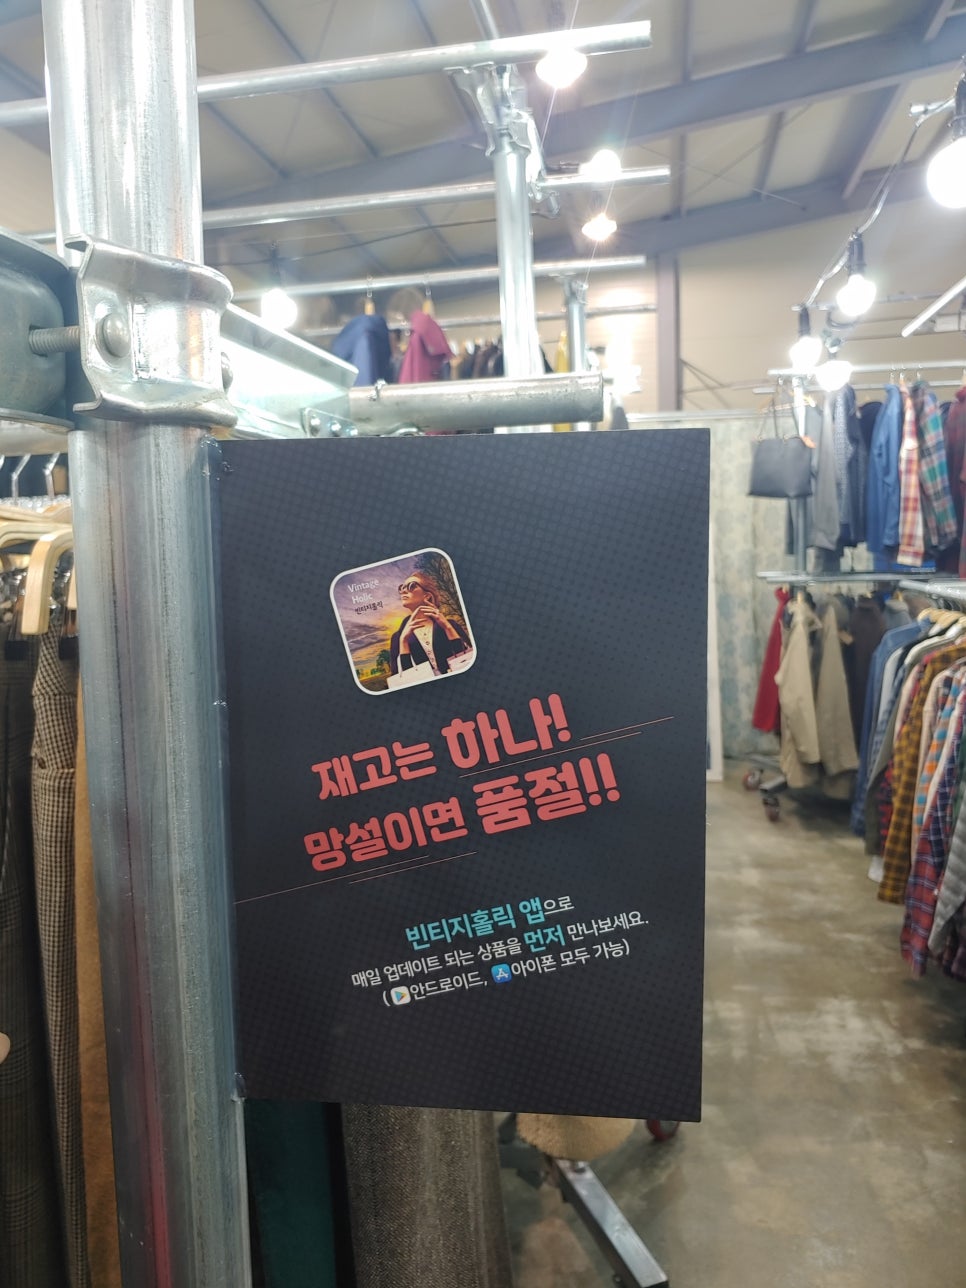 Vintage
Holic
빈티지홀릭
재고는 하나!
망설이면 품절!!
빈티지홀릭 앱으로
매일 업데이트 되는 상품을 먼저 만나보세요.
(안드로이드, 아이폰 모두 가능)